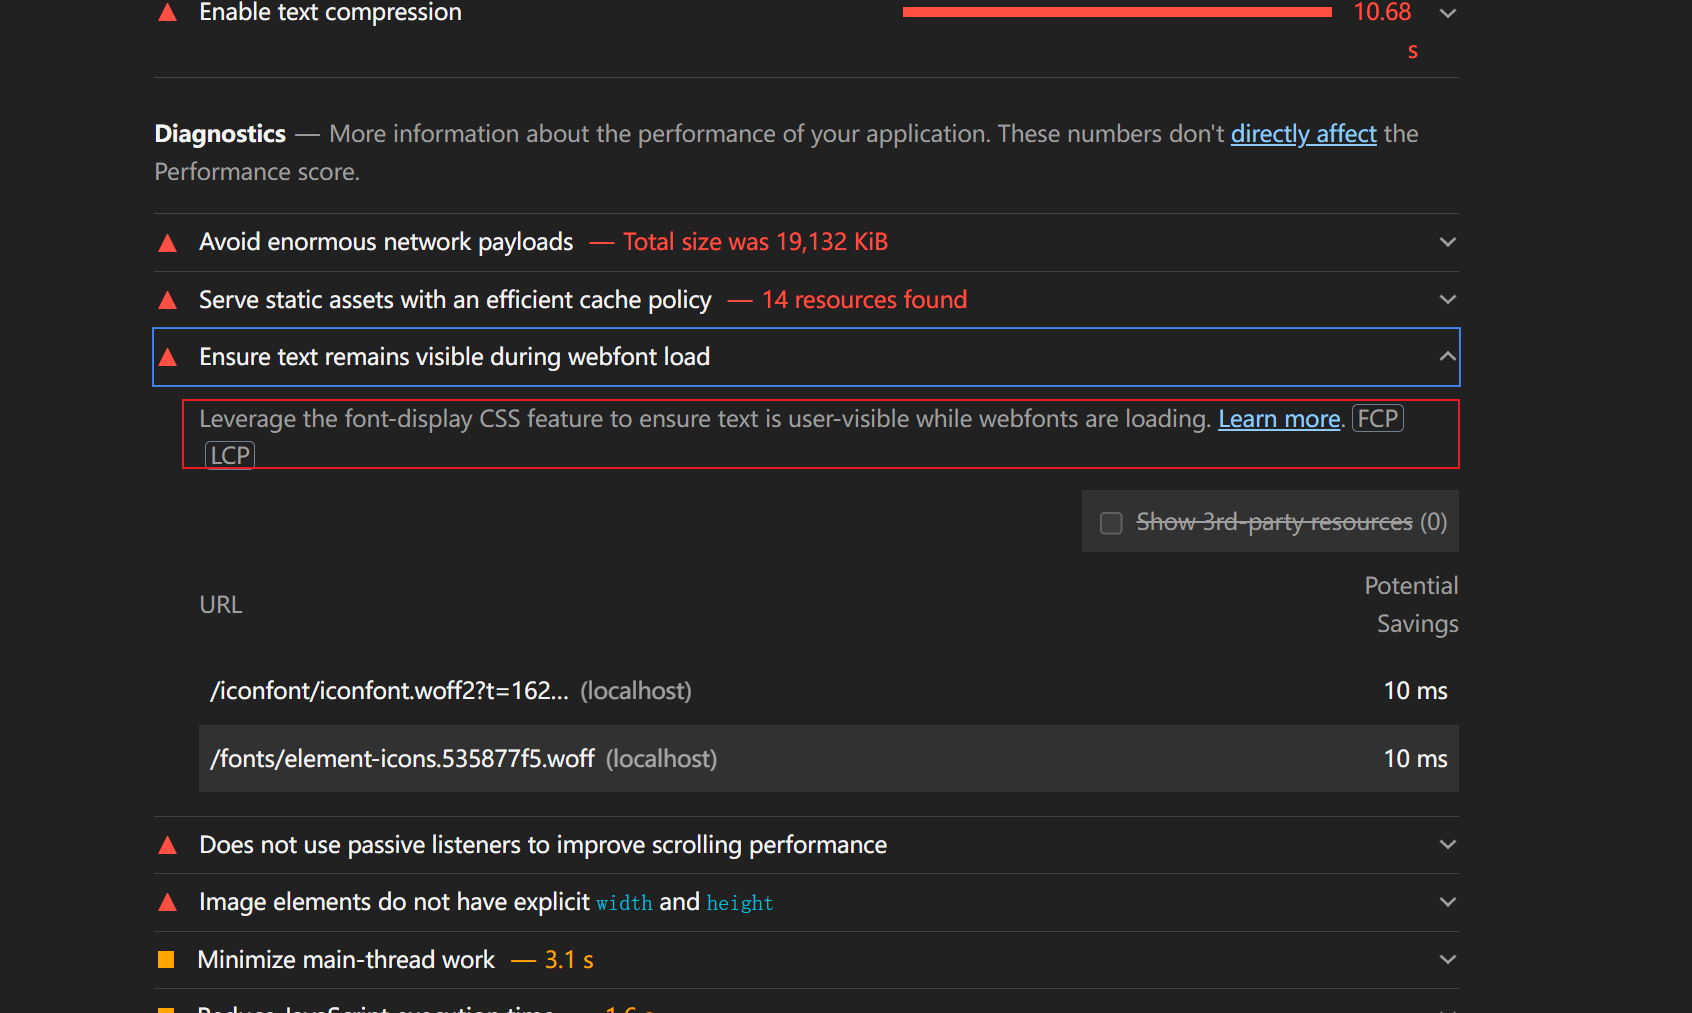 Enable text compression 10.68
s
Diagnostics — More information about the performance of your application. These numbers don't directly affect the
Performance score.
Avoid enormous network payloads — Total size was 19,132 KiB
Serve static assets with an efficient cache policy — 14 resources found
Ensure text remains visible during webfont load
Leverage the font-display CSS feature to ensure text is user-visible while webfonts are loading. Learn more. FCP
LCP
Show 3rd-party resources (0)
Potential
URL
Savings
/iconfont/iconfont.woff2?t=162... (localhost) 10 ms
/fonts/element-icons.535877f5.woff (localhost) 10 ms
Does not use passive listeners to improve scrolling performance
Image elements do not have explicit width and height
Minimize main-thread work — 3.1 s
Reduce JavaScript execution time — 1.6 s